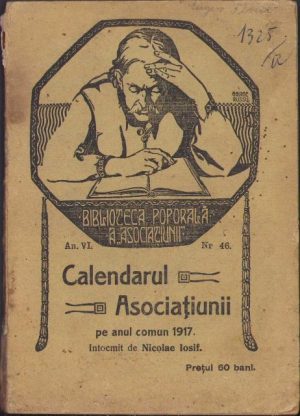 1325
BIBLIOTECA POPORALĂ
A ASOCIAȚIUNII
An. VI.
Nr 46.
Calendarul
Asociațiunii
pe anul comun 1917.
Intocmit de Nicolae Iosif.
Prețul 60 bani.